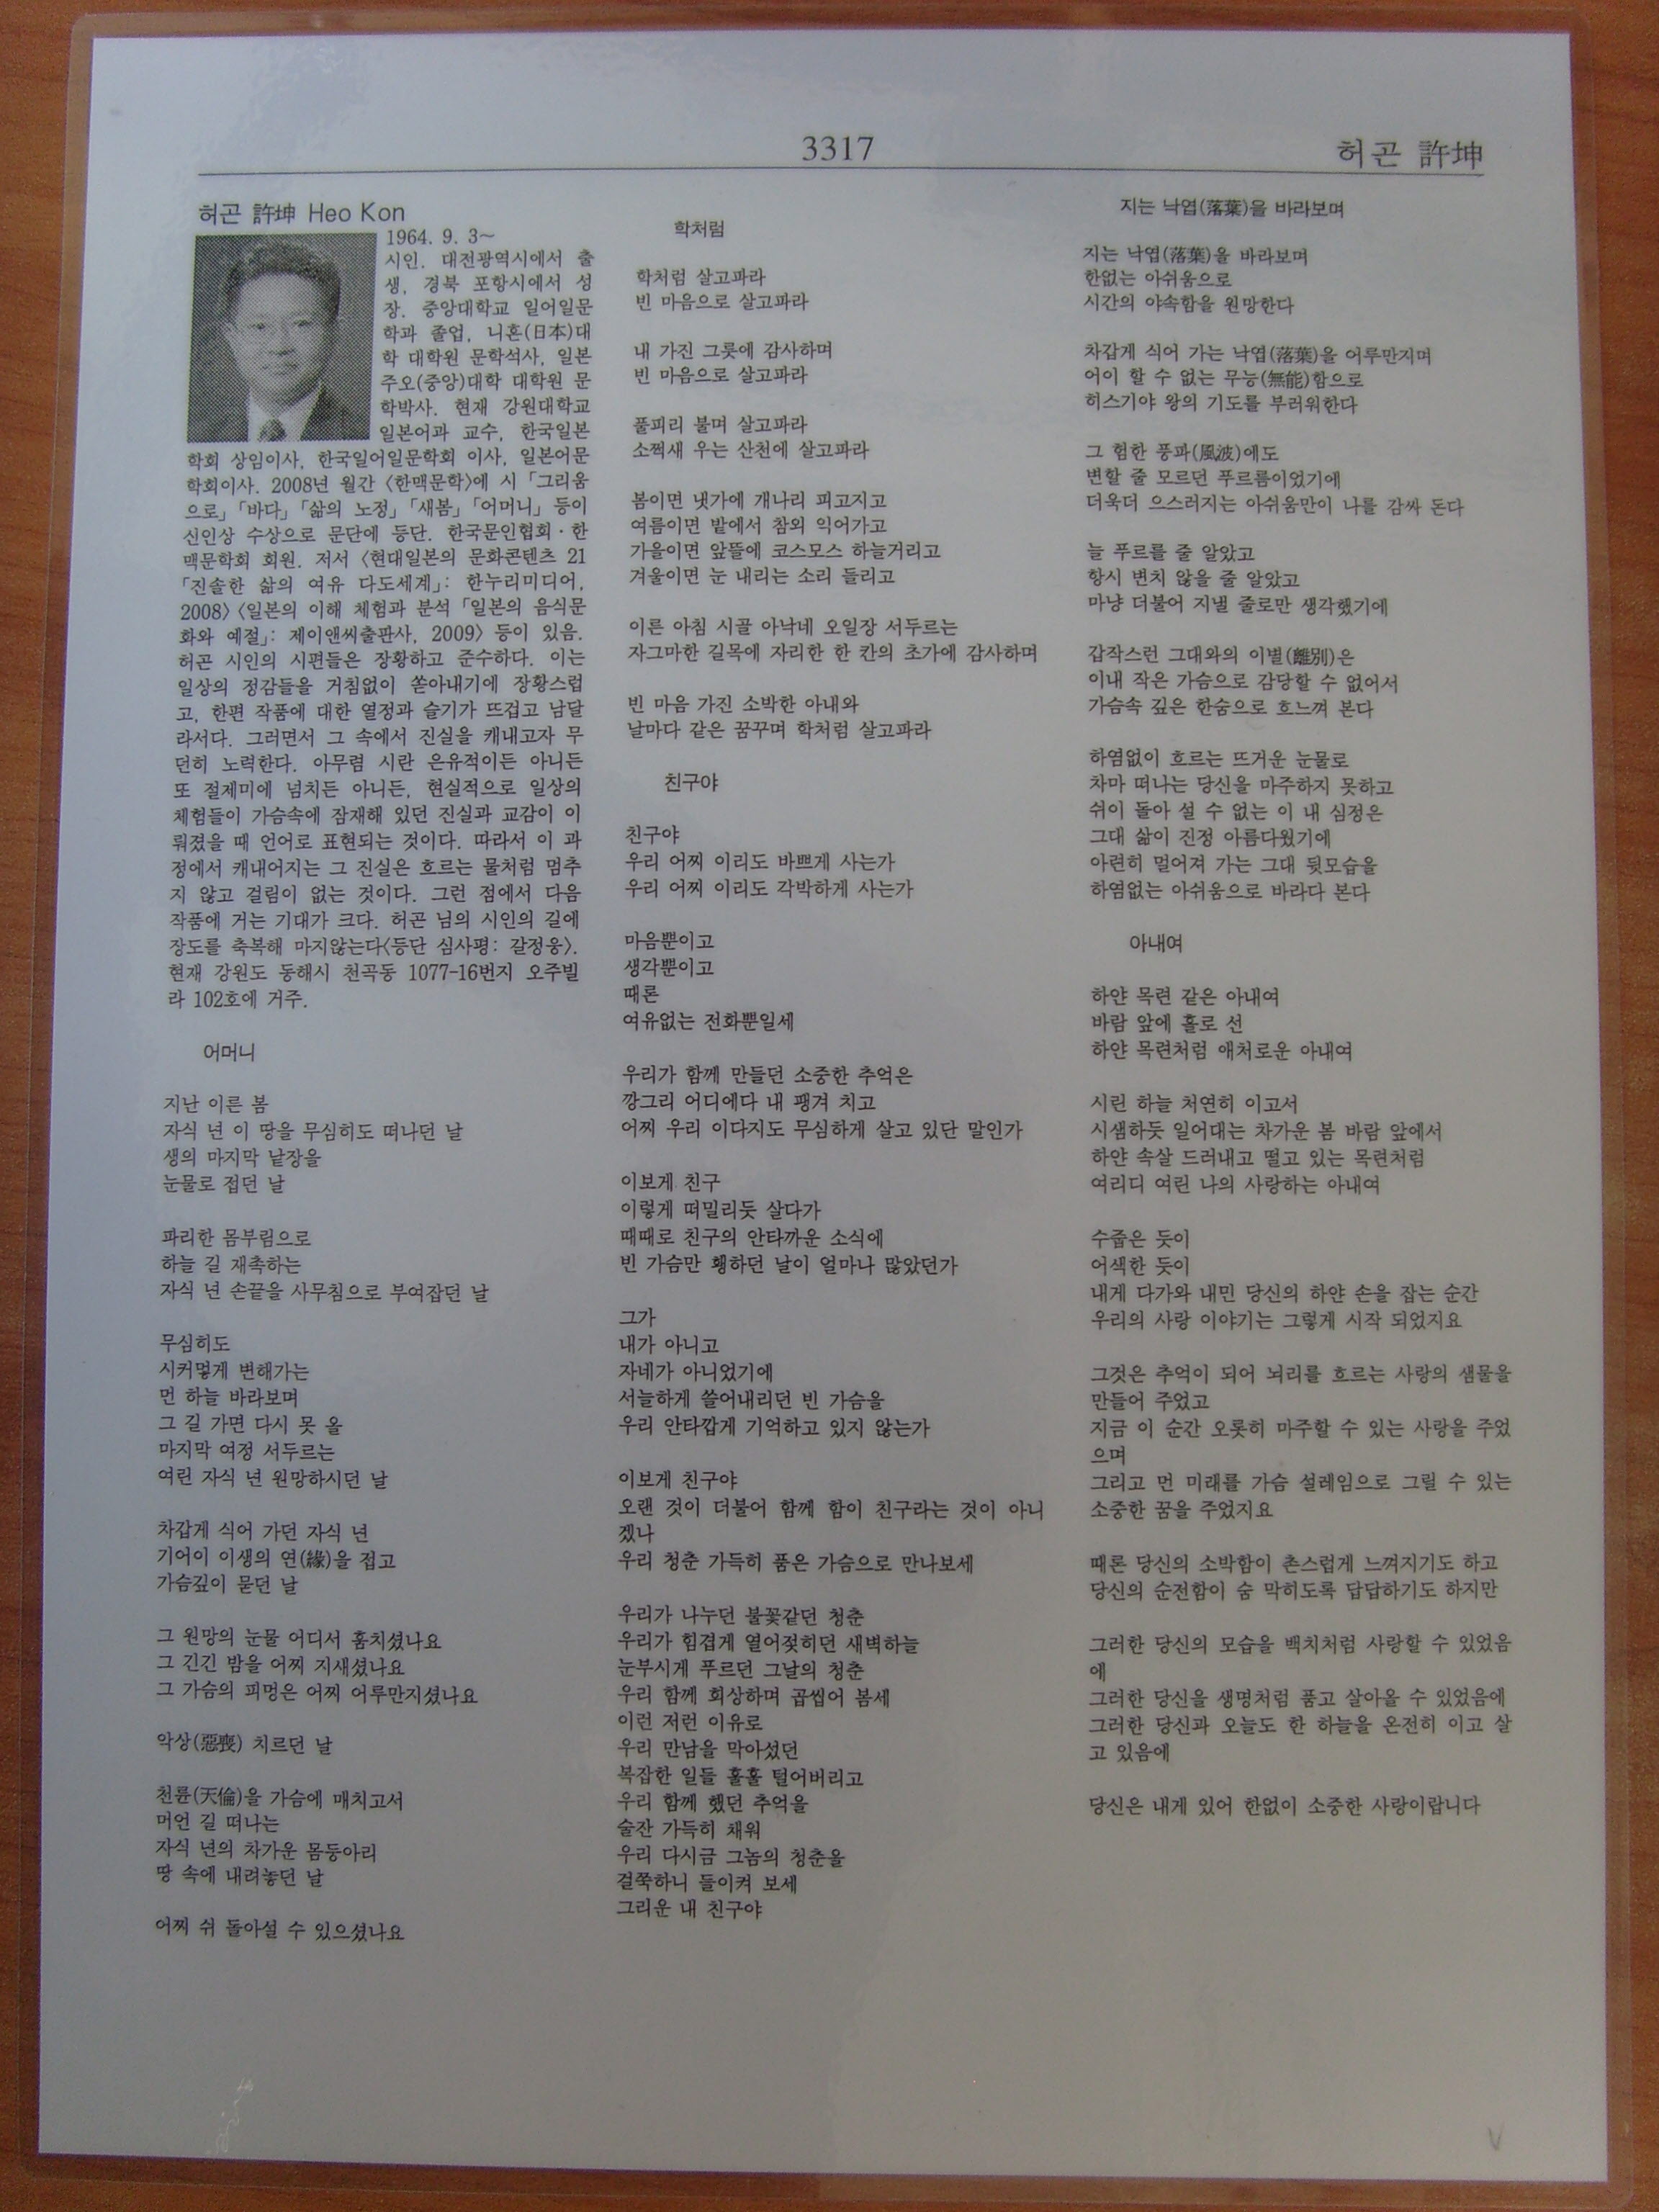 3317
허곤 許坤
허곤 許坤 Heo Kon
1964. 9. 3~
시인. 대전광역시에서 출
생, 경북 포항시에서 성
장. 중앙대학교 일어일문
학과 졸업, 니혼(日本)대
학 대학원 문학석사, 일본
주오(중앙)대학 대학원 문
학박사. 현재 강원대학교
일본어과 교수, 한국일본
학회 상임이사, 한국일어일문학회 이사, 일본어문
학회이사. 2008년 월간 〈한맥문학〉에 시 「그리움
으로」 「바다」 「삶의 노정」 「새봄」 「어머니」 등이
신인상 수상으로 문단에 등단. 한국문인협회·한
맥문학회 회원. 저서 〈현대일본의 문화콘텐츠 21
「진솔한 삶의 여유 다도세계」: 한누리미디어,
2008〉 〈일본의 이해 체험과 분석 「일본의 음식문
화와 예절」: 제이앤씨출판사, 2009〉 등이 있음.
허곤 시인의 시편들은 장황하고 준수하다. 이는
일상의 정감들을 거침없이 쏟아내기에 장황스럽
고, 한편 작품에 대한 열정과 슬기가 뜨겁고 남달
라서다. 그러면서 그 속에서 진실을 캐내고자 무
던히 노력한다. 아무렴 시란 은유적이든 아니든
또 절제미에 넘치든 아니든, 현실적으로 일상의
체험들이 가슴속에 잠재해 있던 진실과 교감이 이
뤄졌을 때 언어로 표현되는 것이다. 따라서 이 과
정에서 캐내어지는 그 진실은 흐르는 물처럼 멈추
지 않고 걸림이 없는 것이다. 그런 점에서 다음
작품에 거는 기대가 크다. 허곤 님의 시인의 길에
장도를 축복해 마지않는다〈등단 심사평: 갈정웅〉.
현재 강원도 동해시 천곡동 1077-16번지 오주빌
라 102호에 거주.
어머니
지난 이른 봄
자식 년 이 땅을 무심히도 떠나던 날
생의 마지막 낱장을
눈물로 접던 날
파리한 몸부림으로
하늘 길 재촉하는
자식 년 손끝을 사무침으로 부여잡던 날
무심히도
시커멓게 변해가는
먼 하늘 바라보며
그 길 가면 다시 못 올
마지막 여정 서두르는
여린 자식 년 원망하시던 날
차갑게 식어 가던 자식 년
기어이 이생의 연(緣)을 접고
가슴깊이 묻던 날
그 원망의 눈물 어디서 훔치셨나요
그 긴긴 밤을 어찌 지새셨나요
그 가슴의 피멍은 어찌 어루만지셨나요
악상(惡喪) 치르던 날
천륜(天倫)을 가슴에 매치고서
머언 길 떠나는
자식 년의 차가운 몸둥아리
땅 속에 내려놓던 날
어찌 쉬 돌아설 수 있으셨나요
학처럼
학처럼 살고파라
빈 마음으로 살고파라
내 가진 그릇에 감사하며
빈 마음으로 살고파라
풀피리 불며 살고파라
소쩍새 우는 산천에 살고파라
봄이면 냇가에 개나리 피고지고
여름이면 밭에서 참외 익어가고
가을이면 앞뜰에 코스모스 하늘거리고
겨울이면 눈 내리는 소리 들리고
이른 아침 시골 아낙네 오일장 서두르는
자그마한 길목에 자리한 한 칸의 초가에 감사하며
빈 마음 가진 소박한 아내와
날마다 같은 꿈꾸며 학처럼 살고파라
친구야
친구야
우리 어찌 이리도 바쁘게 사는가
우리 어찌 이리도 각박하게 사는가
마음뿐이고
생각뿐이고
때론
여유없는 전화뿐일세
우리가 함께 만들던 소중한 추억은
깡그리 어디에다 내 팽겨 치고
어찌 우리 이다지도 무심하게 살고 있단 말인가
이보게 친구
이렇게 떠밀리듯 살다가
때때로 친구의 안타까운 소식에
빈 가슴만 횅하던 날이 얼마나 많았던가
그가
내가 아니고
자네가 아니었기에
서늘하게 쓸어내리던 빈 가슴을
우리 안타깝게 기억하고 있지 않는가
이보게 친구야
오랜 것이 더불어 함께 함이 친구라는 것이 아니
겠나
우리 청춘 가득히 품은 가슴으로 만나보세
우리가 나누던 불꽃같던 청춘
우리가 힘겹게 열어젖히던 새벽하늘
눈부시게 푸르던 그날의 청춘
우리 함께 회상하며 곱씹어 봄세
이런 저런 이유로
우리 만남을 막아섰던
복잡한 일들 훌훌 털어버리고
우리 함께 했던 추억을
술잔 가득히 채워
우리 다시금 그놈의 청춘을
걸쭉하니 들이켜 보세
그리운 내 친구야
지는 낙엽(落葉)을 바라보며
지는 낙엽(落葉)을 바라보며
한없는 아쉬움으로
시간의 야속함을 원망한다
차갑게 식어 가는 낙엽(落葉)을 어루만지며
어이 할 수 없는 무능(無能)함으로
히스기야 왕의 기도를 부러워한다
그 험한 풍파(風波)에도
변할 줄 모르던 푸르름이었기에
더욱더 으스러지는 아쉬움만이 나를 감싸 돈다
늘 푸르를 줄 알았고
항시 변치 않을 줄 알았고
마냥 더불어 지낼 줄로만 생각했기에
갑작스런 그대와의 이별(離別)은
이내 작은 가슴으로 감당할 수 없어서
가슴속 깊은 한숨으로 흐느껴 본다
하염없이 흐르는 뜨거운 눈물로
차마 떠나는 당신을 마주하지 못하고
쉬이 돌아 설 수 없는 이 내 심정은
그대 삶이 진정 아름다웠기에
아련히 멀어져 가는 그대 뒷모습을
하염없는 아쉬움으로 바라다 본다
아내여
하얀 목련 같은 아내여
바람 앞에 홀로 선
하얀 목련처럼 애처로운 아내여
시린 하늘 처연히 이고서
시샘하듯 일어대는 차가운 봄 바람 앞에서
하얀 속살 드러내고 떨고 있는 목련처럼
여리디 여린 나의 사랑하는 아내여
수줍은 듯이
어색한 듯이
내게 다가와 내민 당신의 하얀 손을 잡는 순간
우리의 사랑 이야기는 그렇게 시작 되었지요
그것은 추억이 되어 뇌리를 흐르는 사랑의 샘물을
만들어 주었고
지금 이 순간 오롯히 마주할 수 있는 사랑을 주었
으며
그리고 먼 미래를 가슴 설레임으로 그릴 수 있는
소중한 꿈을 주었지요
때론 당신의 소박함이 촌스럽게 느껴지기도 하고
당신의 순전함이 숨 막히도록 답답하기도 하지만
그러한 당신의 모습을 백치처럼 사랑할 수 있었음
에
그러한 당신을 생명처럼 품고 살아올 수 있었음에
그러한 당신과 오늘도 한 하늘을 온전히 이고 살
고 있음에
당신은 내게 있어 한없이 소중한 사랑이랍니다